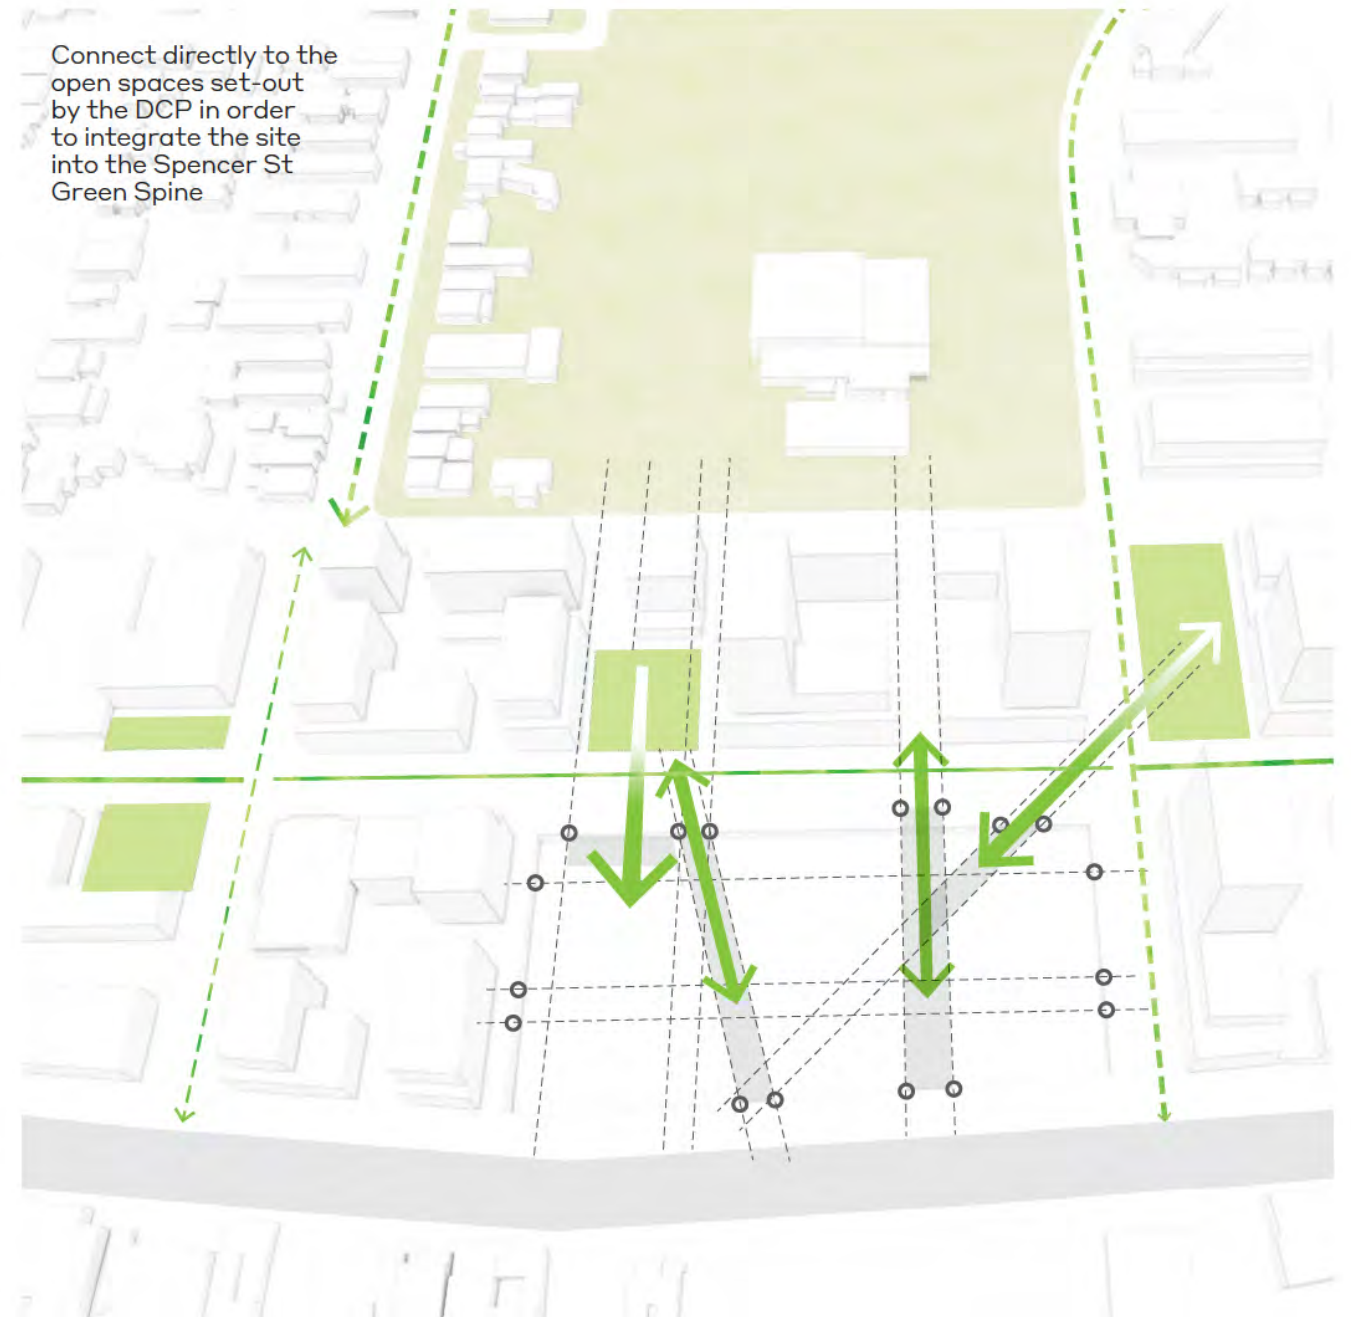 Connect directly to the
open spaces set-out
by the DCP in order
to integrate the site
into the Spencer St
Green Spine